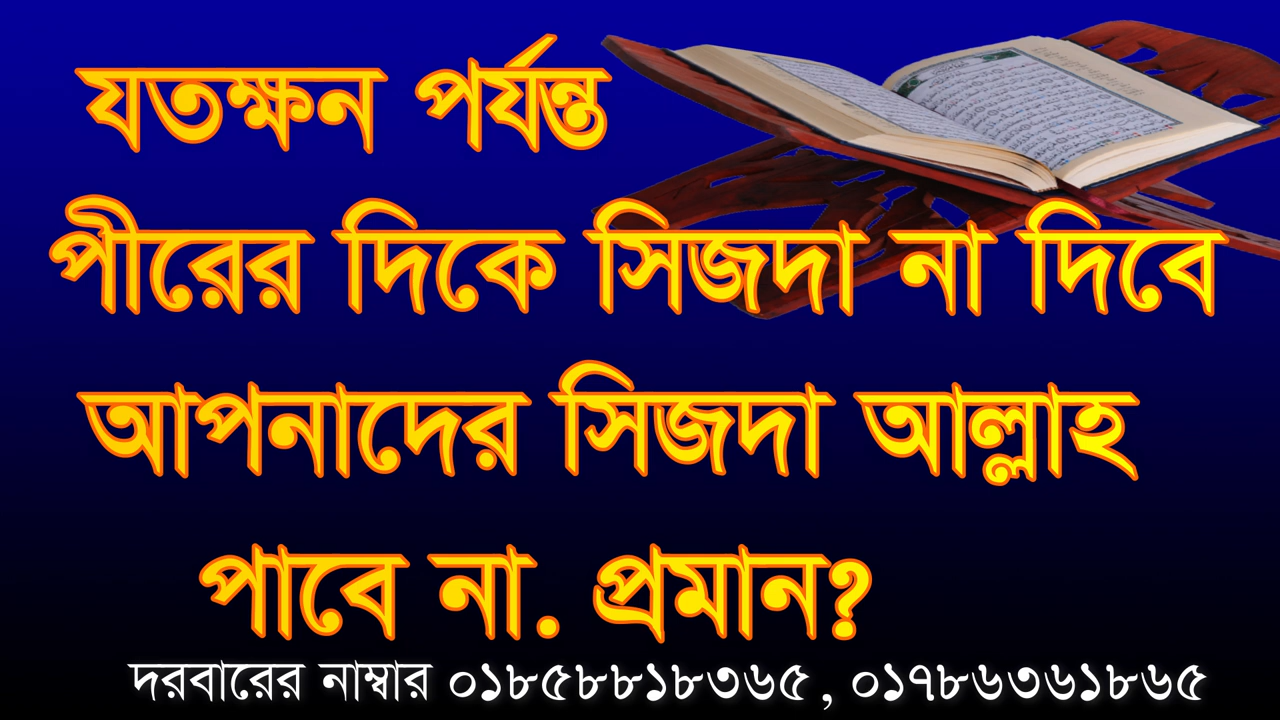 যতক্ষন পর্যন্ত
পীরের দিকে সিজদা না দিবে
আপনাদের সিজদা আল্লাহ
পাবে না. প্রমান?
দরবারের নাম্বার ০১৮৫৮৮১৮৩৬৫, ০১৭৮৬৩৬১৮৬৫